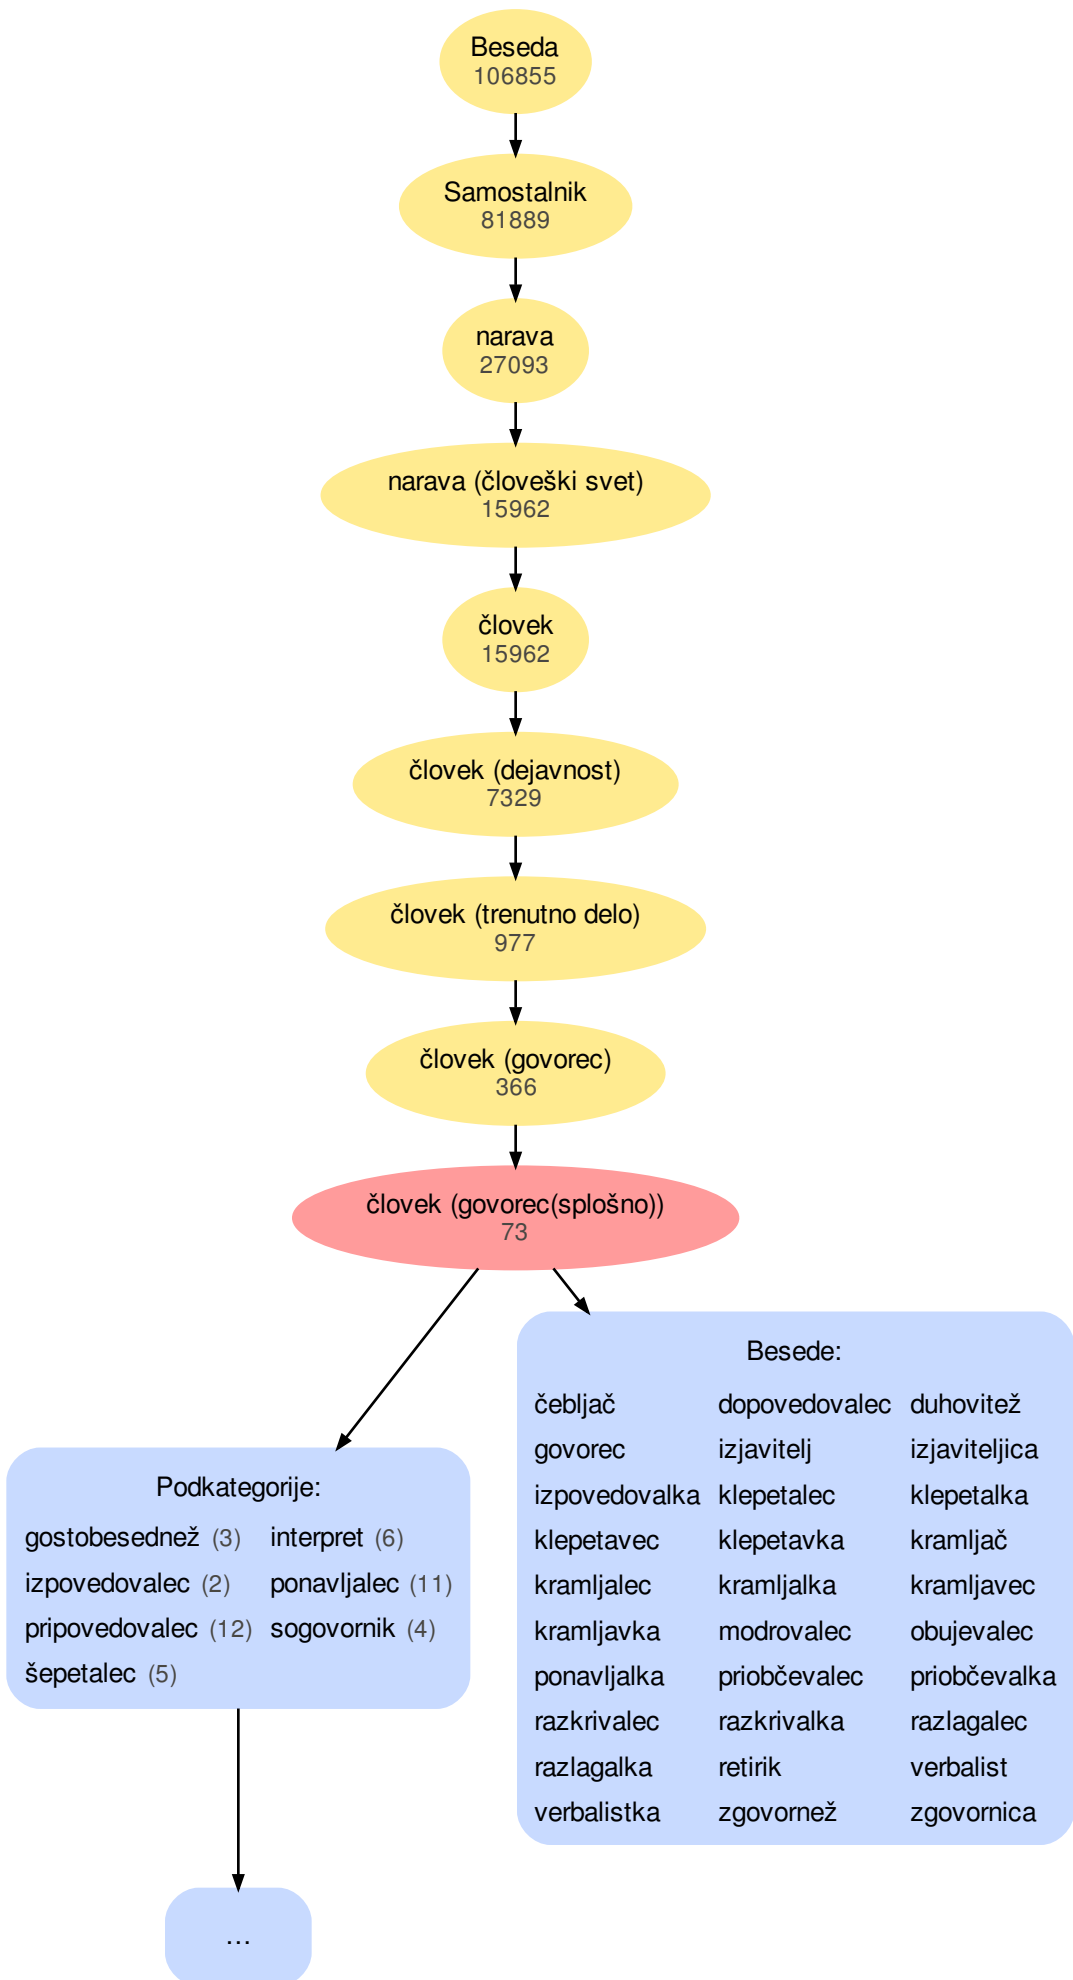 Beseda
106855
Samostalnik
81889
narava
27093
narava (človeški svet)
15962
človek
15962
človek (dejavnost)
7329
človek (trenutno delo)
977
človek (govorec)
366
človek (govorec(splošno))
73
Podkategorije:
gostobesednež (3) interpret (6)
izpovedovalec (2) ponavljalec (11)
pripovedovalec (12) sogovornik (4)
šepetalec (5)
...
Besede:
čebljač dopovedovalec duhovitež
govorec izjavitelj izjaviteljica
izpovedovalka klepetalec klepetalka
klepetavec klepetavka kramljač
kramljalec kramljalka kramljavec
kramljavka modrovalec obujevalec
ponavljalka priobčevalec priobčevalka
razkrivalec razkrivalka razlagalec
razlagalka retirik verbalist
verbalistka zgovornež zgovornica